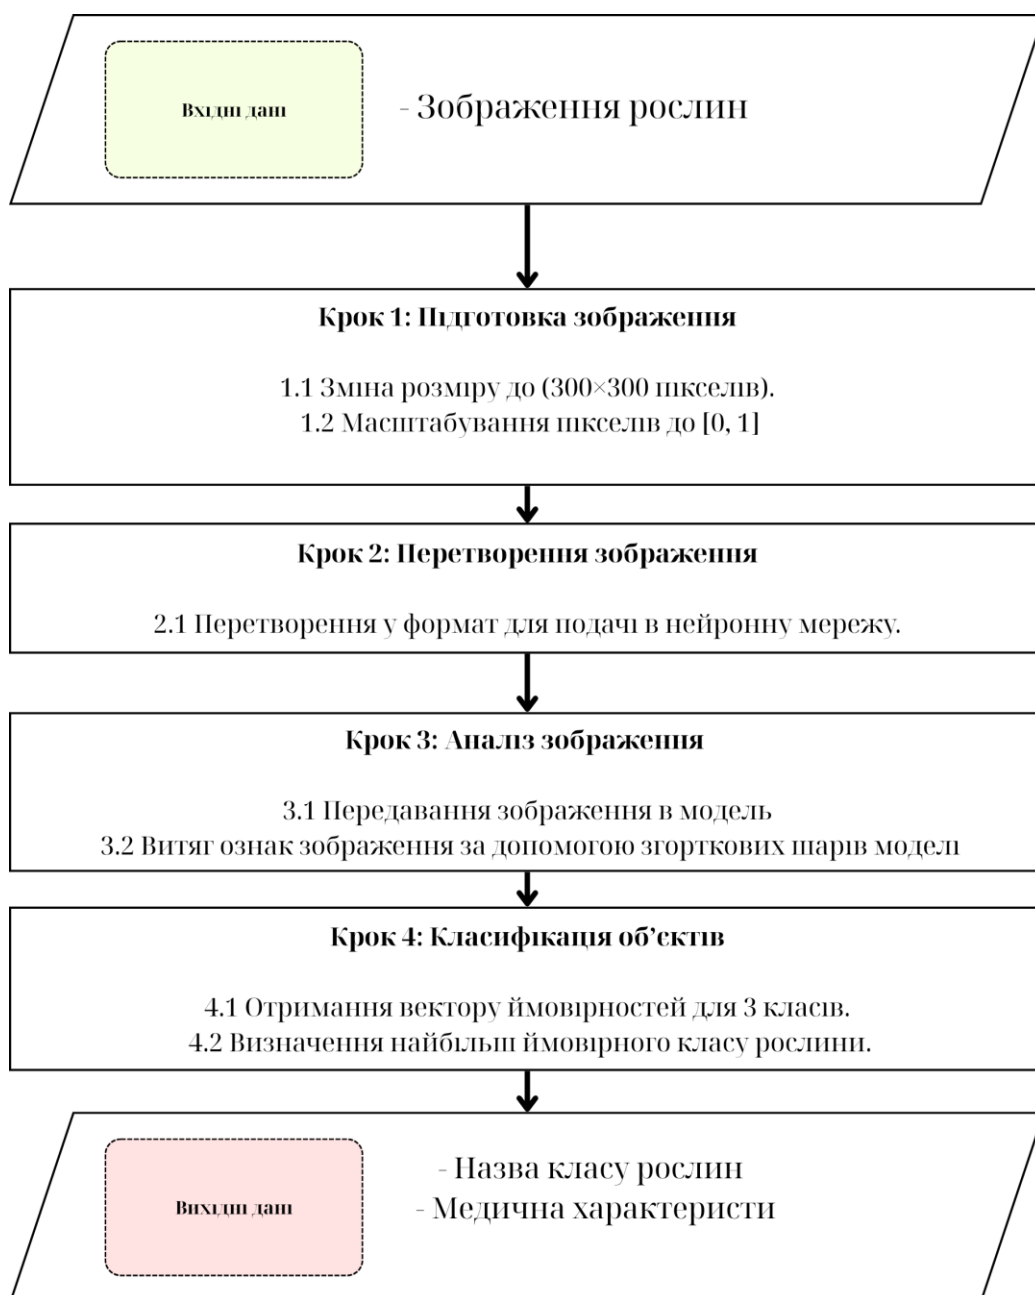 Вхідні дані
- Зображення рослин
Крок 1: Підготовка зображення
1.1 Зміна розміру до (300×300 пікселів).
1.2 Масштабування пікселів до [0, 1]
Крок 2: Перетворення зображення
2.1 Перетворення у формат для подачі в нейронну мережу.
Крок 3: Аналіз зображення
3.1 Передавання зображення в модель
3.2 Витяг ознак зображення за допомогою згорткових шарів моделі
Крок 4: Класифікація об’єктів
4.1 Отримання вектору ймовірностей для 3 класів.
4.2 Визначення найбільш ймовірного класу рослини.
Вихідні дані
- Назва класу рослин
- Медична характеристи